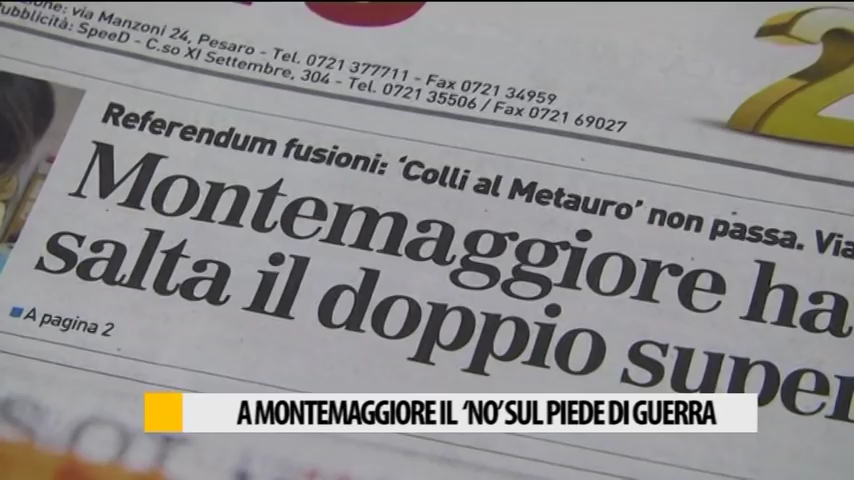 via Manzoni 24, Pesaro - Tel. 0721 377711 - Fax 0721 34959
Pubblicità: SpeeD - C.so XI Settembre, 304 - Tel. 0721 35506 / Fax 0721 69027
2
Referendum fusioni: ‘Colli al Metauro’ non passa. Via
Montemaggiore ha
salta il doppio super
A pagina 2
A MONTEMAGGIORE IL ‘NO’ SUL PIEDE DI GUERRA